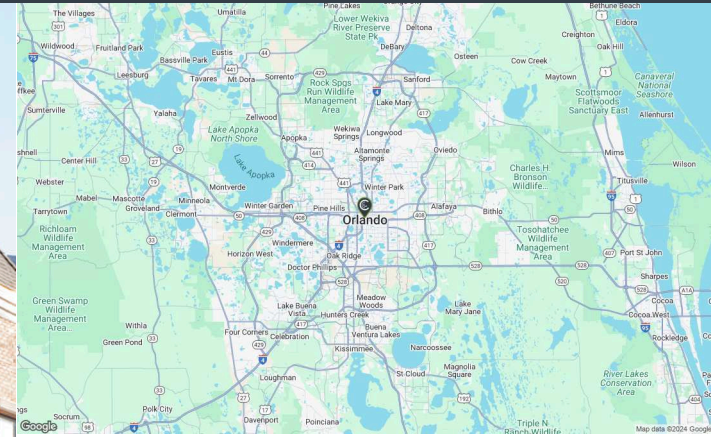 The Villages
Umatilla
Pine Lakes
Bethune Beach
Lower Wekiva
River Preserve
State Pk
Deltona
Eldora
Creighton
Oak Hill
Wildwood
Fruitland Park
Eustis
DeBary
Osteen
Cow Creek
Bassville Park
Leesburg
Tavares
Mt Dora
Sorrento
Sanford
Maytown
Rock Spgs
Run Wildlife
Management
Area
Canaveral
National
Seashore
Scottsmoor
Flatwoods
Sanctuary East
Lake Mary
Sumterville
Yalaha
Zellwood
Allenhurst
Lake Apopka
North Shore
Wekiwa
Springs
Longwood
Apopka
Altamonte
Springs
Oviedo
Mims
Center Hill
Lake Apopka
Charles H
Bronson
Wildlife...
Wilson
Webster
Montverde
Winter Park
Titusville
Mabel
Mascotte
Minneola
Tarrytown
Groveland
Clermont
Winter Garden
Pine Hills
Orlando
Alafaya
Bithlo
Richloam
Wildlife
Management
Area
Windermere
Tosohatchee
Wildlife
Management
Area
Horizon West
Oak Ridge
Port St John
Doctor Phillips
Sharpes
Green Swamp
Wildlife
Management
Area...
Meadow
Woods
Lake Buena
Vista
Lake
Mary Jane
Cocoa
Hunters Creek
Cocoa West
Withla
Four Corners
Celebration
Buena
Ventura Lakes
Rockledge
Green Pond
Kissimmee
Narcoossee
Loughman
St Cloud
Magnolia
Square
River Lakes
Conservation
Area
Polk City
Socrum
Davenport
Poinciana
Triple N
Ranch Wildlife
Google
Map data ©2024 Google